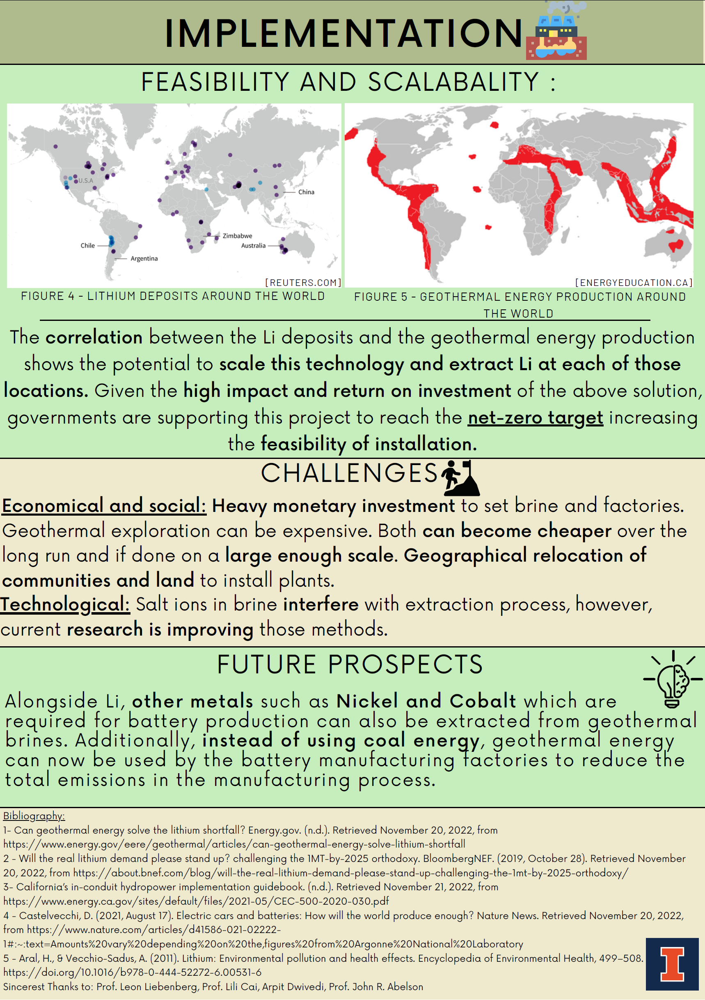 IMPLEMENTATION
FEASIBILITY AND SCALABALITY :
U.S.A
China
Zimbabwe
Chile
Australia
Argentina
[REUTERS.COM]
[ENERGYEDUCATION.CA]
FIGURE 4 - LITHIUM DEPOSITS AROUND THE WORLD
FIGURE 5 - GEOTHERMAL ENERGY PRODUCTION AROUND
THE WORLD
The correlation between the Li deposits and the geothermal energy production
shows the potential to scale this technology and extract Li at each of those
locations. Given the high impact and return on investment of the above solution,
governments are supporting this project to reach the net-zero target increasing
the feasibility of installation.
CHALLENGES
Economical and social: Heavy monetary investment to set brine and factories.
Geothermal exploration can be expensive. Both can become cheaper over the
long run and if done on a large enough scale. Geographical relocation of
communities and land to install plants.
Technological: Salt ions in brine interfere with extraction process, however,
current research is improving those methods.
FUTURE PROSPECTS
Alongside Li, other metals such as Nickel and Cobalt which are
required for battery production can also be extracted from geothermal
brines. Additionally, instead of using coal energy, geothermal energy
can now be used by the battery manufacturing factories to reduce the
total emissions in the manufacturing process.
Bibliography:
1- Can geothermal energy solve the lithium shortfall? Energy.gov. (n.d.). Retrieved November 20, 2022, from
https://www.energy.gov/eere/geothermal/articles/can-geothermal-energy-solve-lithium-shortfall
2 - Will the real lithium demand please stand up? challenging the 1MT-by-2025 orthodoxy. BloombergNEF. (2019, October 28). Retrieved November
20, 2022, from https://about.bnef.com/blog/will-the-real-lithium-demand-please-stand-up-challenging-the-1mt-by-2025-orthodoxy/
3- California's in-conduit hydropower implementation guidebook. (n.d.). Retrieved November 21, 2022, from
https://www.energy.ca.gov/sites/default/files/2021-05/CEC-500-2020-030.pdf
4 - Castelvecchi, D. (2021, August 17). Electric cars and batteries: How will the world produce enough? Nature News. Retrieved November 20, 2022,
from https://www.nature.com/articles/d41586-021-02222-
1#:~:text=Amounts%20vary%20depending%20on%20the,figures%20from%20Argonne%20National%20Laboratory
5 - Aral, H., & Vecchio-Sadus, A. (2011). Lithium: Environmental pollution and health effects. Encyclopedia of Environmental Health, 499–508.
https://doi.org/10.1016/b978-0-444-52272-6.00531-6
Sincerest Thanks to: Prof. Leon Liebenberg, Prof. Lili Cai, Arpit Dwivedi, Prof. John R. Abelson
I